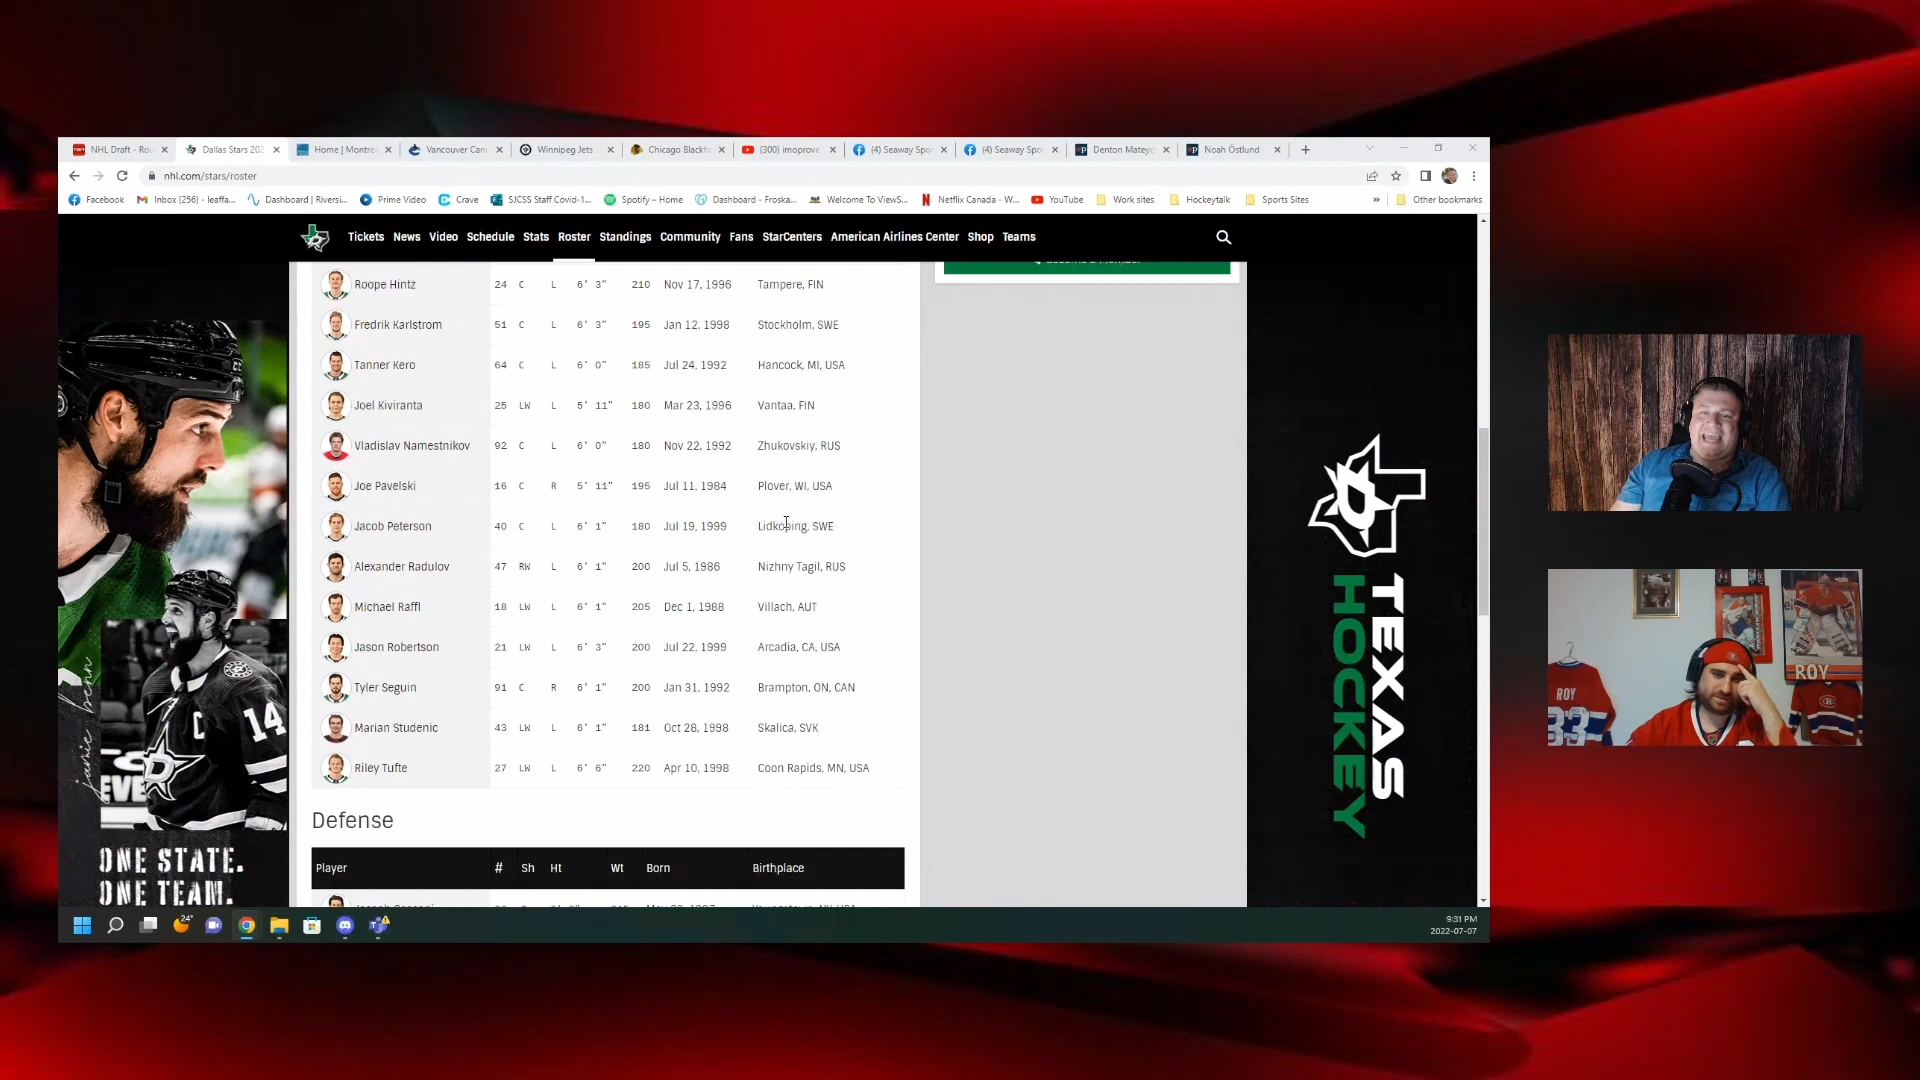 NHL Draft - Rou
Dallas Stars 202
Home | Montre
Vancouver Can
Winnipeg Jets
Chicago Blackh
(300) imoprove
(4) Seaway Spo
(4) Seaway Spo
Denton Mateyc
Noah Östlund
nhl.com/stars/roster
Facebook
Inbox (256) - leaffa...
Dashboard | Riversi...
Prime Video
Crave
SJCSS Staff Covid-1...
Spotify – Home
Dashboard - Froska...
Welcome To ViewS...
Netflix Canada - W...
YouTube
Work sites
Hockeytalk
Sports Sites
»
Other bookmarks
Tickets News Video Schedule Stats Roster Standings Community Fans StarCenters American Airlines Center Shop Teams
Become a Member
Roope Hintz 24 C L 6' 3" 210 Nov 17, 1996 Tampere, FIN
Fredrik Karlstrom 51 C L 6' 3" 195 Jan 12, 1998 Stockholm, SWE
Tanner Kero 64 C L 6' 0" 185 Jul 24, 1992 Hancock, MI, USA
Joel Kiviranta 25 LW L 5' 11" 180 Mar 23, 1996 Vantaa, FIN
Vladislav Namestnikov 92 C L 6' 0" 180 Nov 22, 1992 Zhukovskiy, RUS
Joe Pavelski 16 C R 5' 11" 195 Jul 11, 1984 Plover, WI, USA
Jacob Peterson 40 C L 6' 1" 180 Jul 19, 1999 Lidkoping, SWE
Alexander Radulov 47 RW L 6' 1" 200 Jul 5, 1986 Nizhny Tagil, RUS
Michael Raffl 18 LW L 6' 1" 205 Dec 1, 1988 Villach, AUT
Jason Robertson 21 LW L 6' 3" 200 Jul 22, 1999 Arcadia, CA, USA
Tyler Seguin 91 C R 6' 1" 200 Jan 31, 1992 Brampton, ON, CAN
Marian Studenic 43 LW L 6' 1" 181 Oct 28, 1998 Skalica, SVK
Riley Tufte 27 LW L 6' 6" 220 Apr 10, 1998 Coon Rapids, MN, USA
Defense
Player # Sh Ht Wt Born Birthplace
jamie benn
C 14
ONE STATE.
ONE TEAM.
TEXAS
HOCKEY
ROY
33
ROY
24°
9:31 PM
2022-07-07